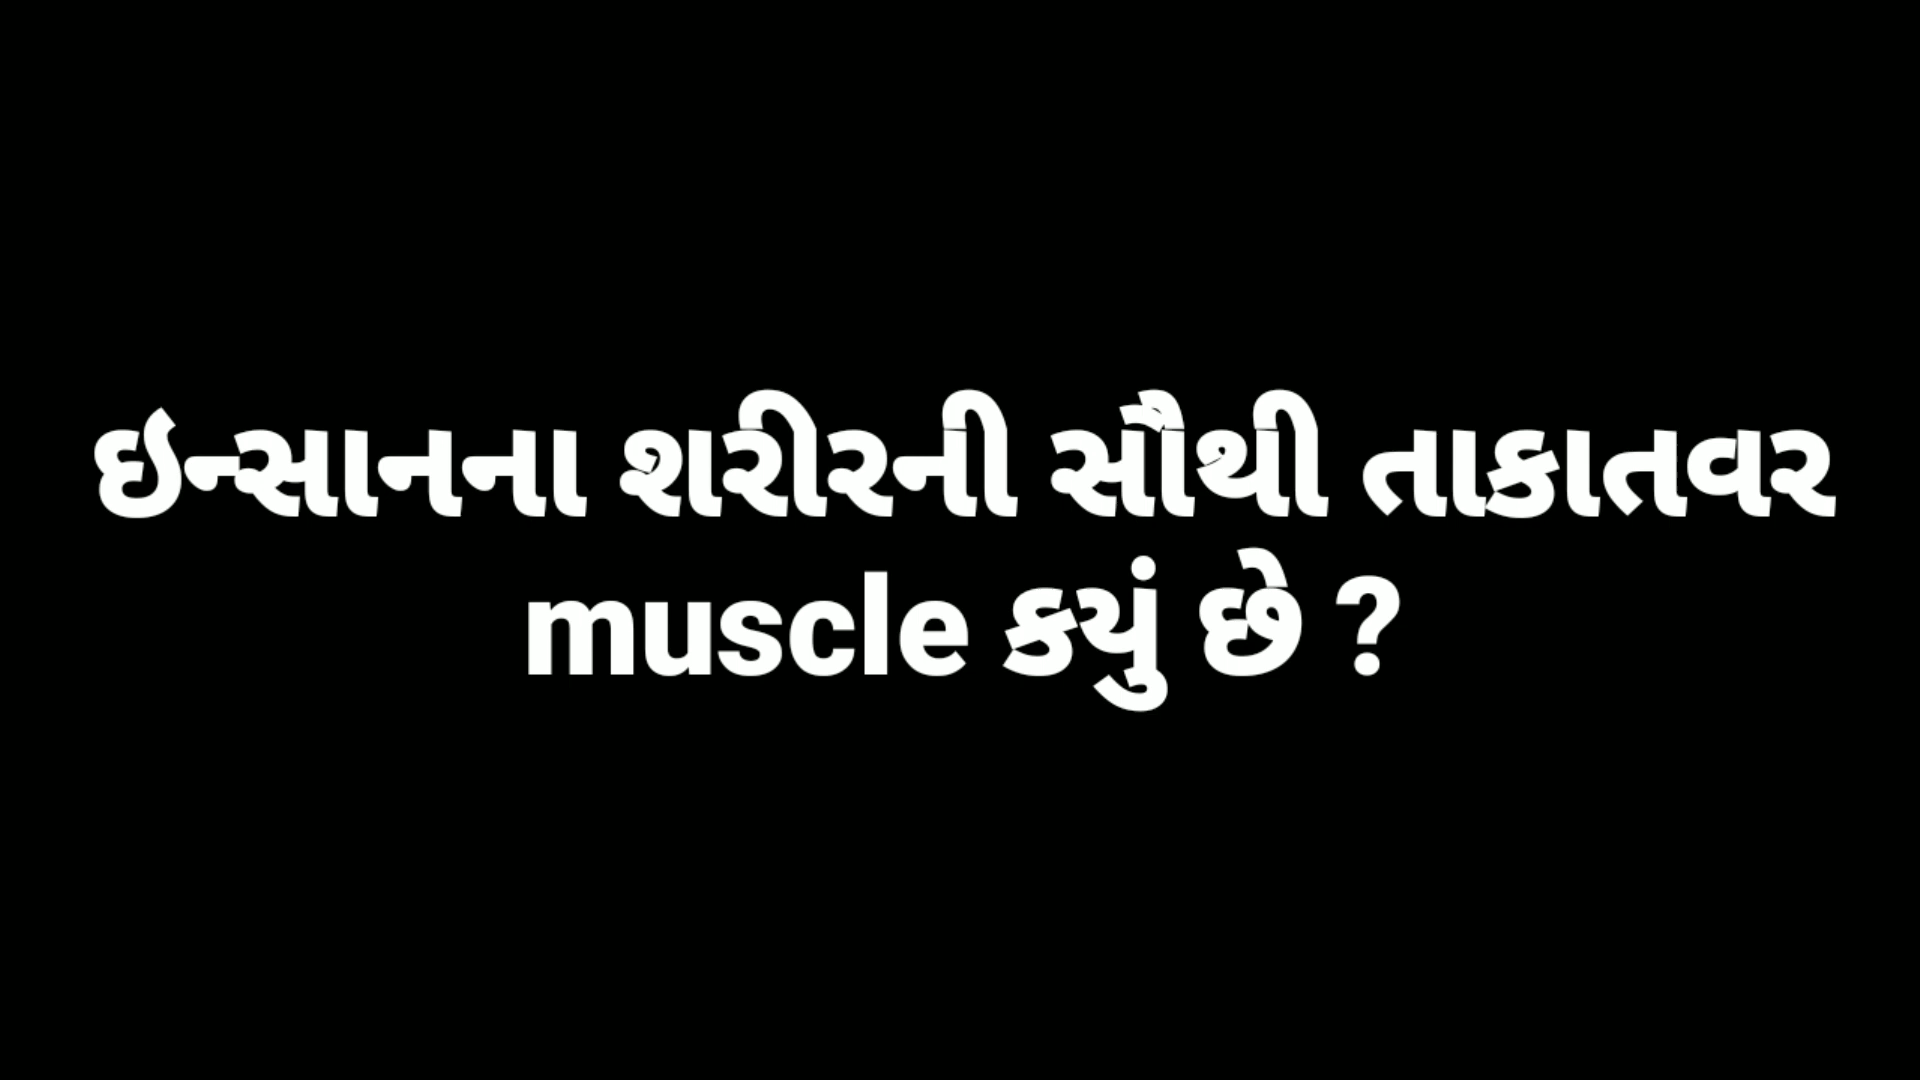 ઇન્સાનના શરીરની સૌથી તાકાતવર
muscle કયું છે ?